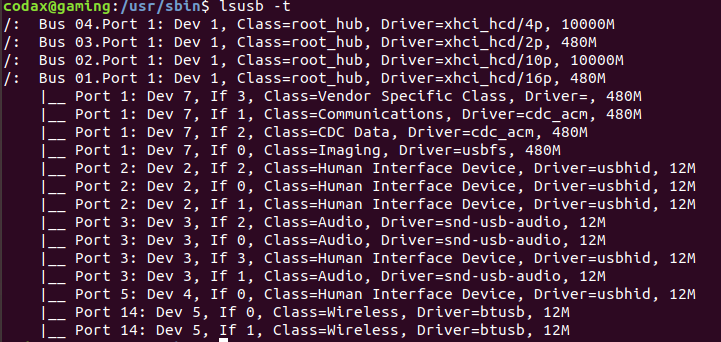 codax@gaming:/usr/sbin$ lsusb -t
/:  Bus 04.Port 1: Dev 1, Class=root_hub, Driver=xhci_hcd/4p, 10000M
/:  Bus 03.Port 1: Dev 1, Class=root_hub, Driver=xhci_hcd/2p, 480M
/:  Bus 02.Port 1: Dev 1, Class=root_hub, Driver=xhci_hcd/10p, 10000M
/:  Bus 01.Port 1: Dev 1, Class=root_hub, Driver=xhci_hcd/16p, 480M
    |__ Port 1: Dev 7, If 3, Class=Vendor Specific Class, Driver=, 480M
    |__ Port 1: Dev 7, If 1, Class=Communications, Driver=cdc_acm, 480M
    |__ Port 1: Dev 7, If 2, Class=CDC Data, Driver=cdc_acm, 480M
    |__ Port 1: Dev 7, If 0, Class=Imaging, Driver=usbfs, 480M
    |__ Port 2: Dev 2, If 2, Class=Human Interface Device, Driver=usbhid, 12M
    |__ Port 2: Dev 2, If 0, Class=Human Interface Device, Driver=usbhid, 12M
    |__ Port 2: Dev 2, If 1, Class=Human Interface Device, Driver=usbhid, 12M
    |__ Port 3: Dev 3, If 2, Class=Audio, Driver=snd-usb-audio, 12M
    |__ Port 3: Dev 3, If 0, Class=Audio, Driver=snd-usb-audio, 12M
    |__ Port 3: Dev 3, If 3, Class=Human Interface Device, Driver=usbhid, 12M
    |__ Port 3: Dev 3, If 1, Class=Audio, Driver=snd-usb-audio, 12M
    |__ Port 5: Dev 4, If 0, Class=Human Interface Device, Driver=usbhid, 12M
    |__ Port 14: Dev 5, If 0, Class=Wireless, Driver=btusb, 12M
    |__ Port 14: Dev 5, If 1, Class=Wireless, Driver=btusb, 12M